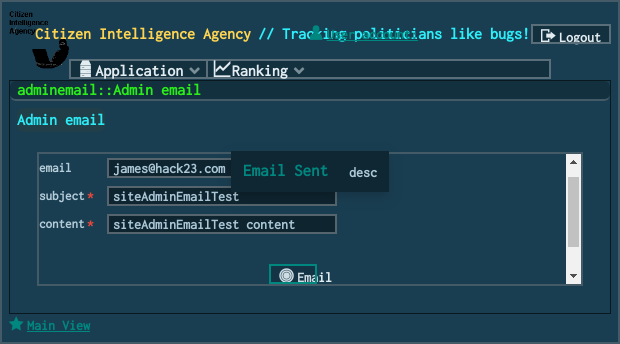 Citizen
Intelligence
Agency
Citizen Intelligence Agency // Tracking politicians like bugs!
Logout
Application
Ranking
adminemail::Admin email
Admin email
email
james@hack23.com
Email Sent desc
subject *
siteAdminEmailTest
content *
siteAdminEmailTest content
Email
Main View